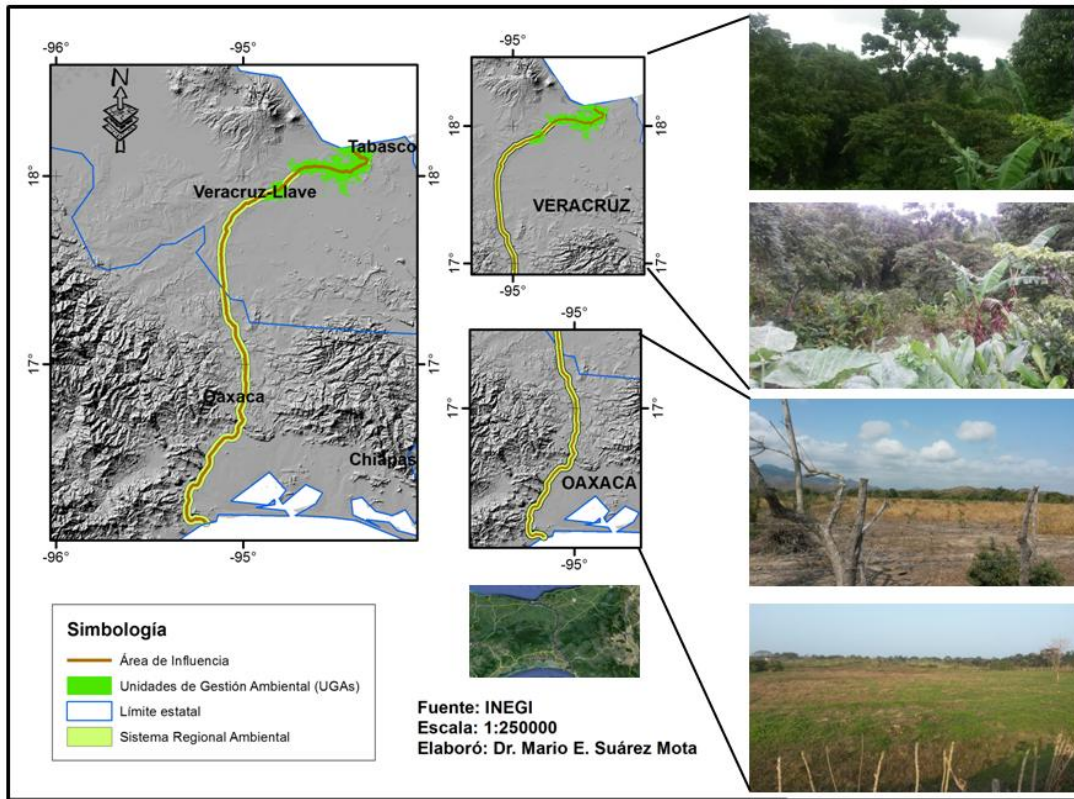 -96°
-95°
N
Tabasco
18°
18°
Veracruz-Llave
17°
17°
Oaxaca
Chiapas
-96°
-95°
-95°
18°
18°
VERACRUZ
17°
17°
-95°
-95°
17°
17°
OAXACA
-95°
Simbología
Área de Influencia
Unidades de Gestión Ambiental (UGAs)
Límite estatal
Sistema Regional Ambiental
Fuente: INEGI
Escala: 1:250000
Elaboró: Dr. Mario E. Suárez Mota